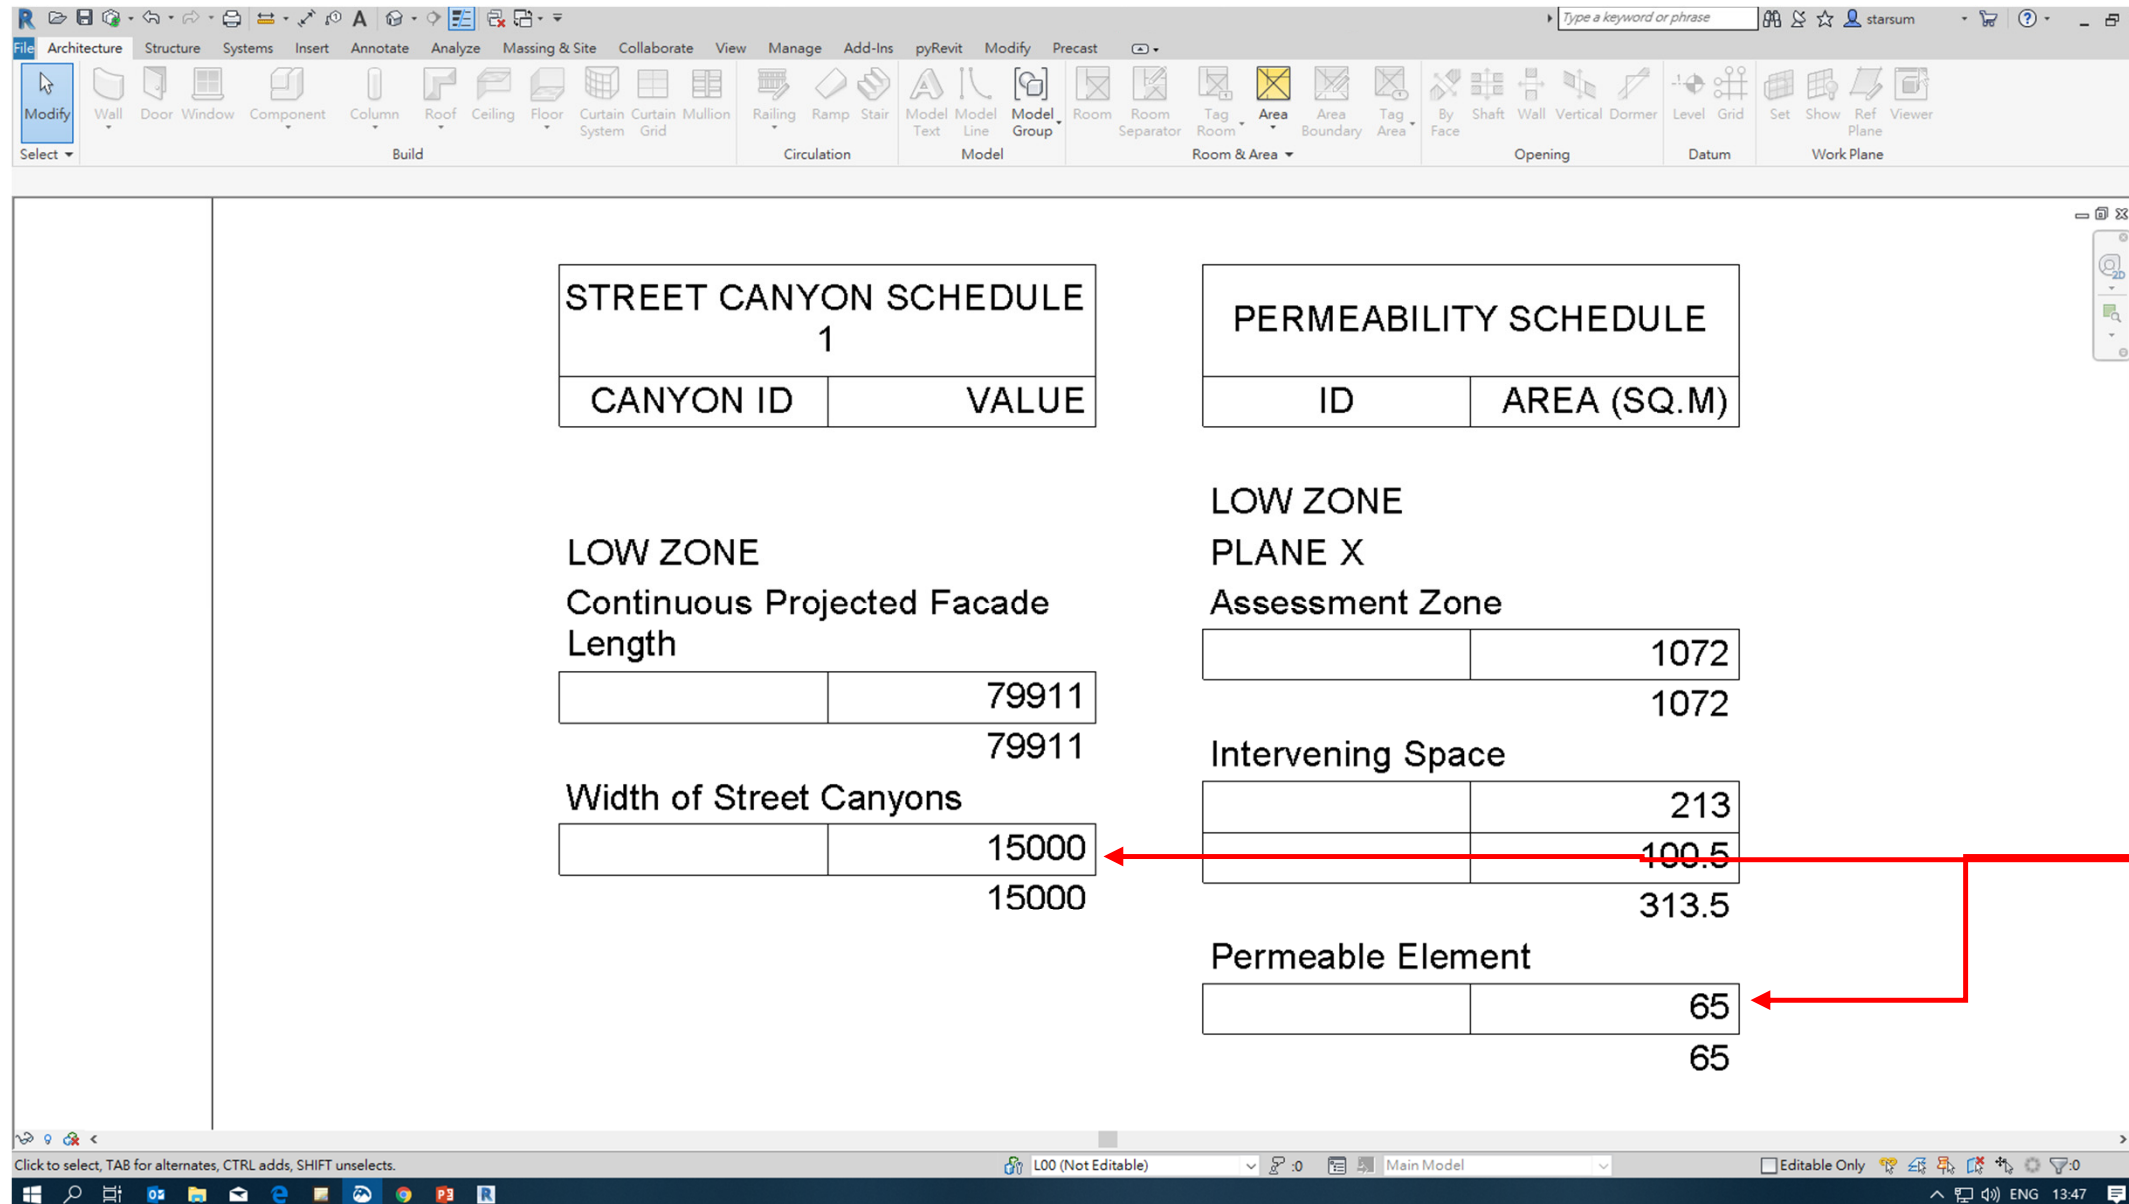 Type a keyword or phrase
starsum
File Architecture Structure Systems Insert Annotate Analyze Massing & Site Collaborate View Manage Add-Ins pyRevit Modify Precast
Modify Wall Door Window Component Column Roof Ceiling Floor Curtain System Curtain Grid Mullion Railing Ramp Stair Model Text Model Line Model Group Room Room Separator Tag Room Area Area Boundary Tag Area By Face Shaft Wall Vertical Dormer Level Grid Set Show Ref Plane Viewer
Select Build Circulation Model Room & Area Opening Datum Work Plane
2D
STREET CANYON SCHEDULE
1
CANYON ID VALUE
LOW ZONE
Continuous Projected Facade
Length
79911
79911
Width of Street Canyons
15000
15000
PERMEABILITY SCHEDULE
ID AREA (SQ.M)
LOW ZONE
PLANE X
Assessment Zone
1072
1072
Intervening Space
213
100.5
313.5
Permeable Element
65
65
Click to select, TAB for alternates, CTRL adds, SHIFT unselects.
L00 (Not Editable)
:0
Main Model
Editable Only
:0
ENG 13:47